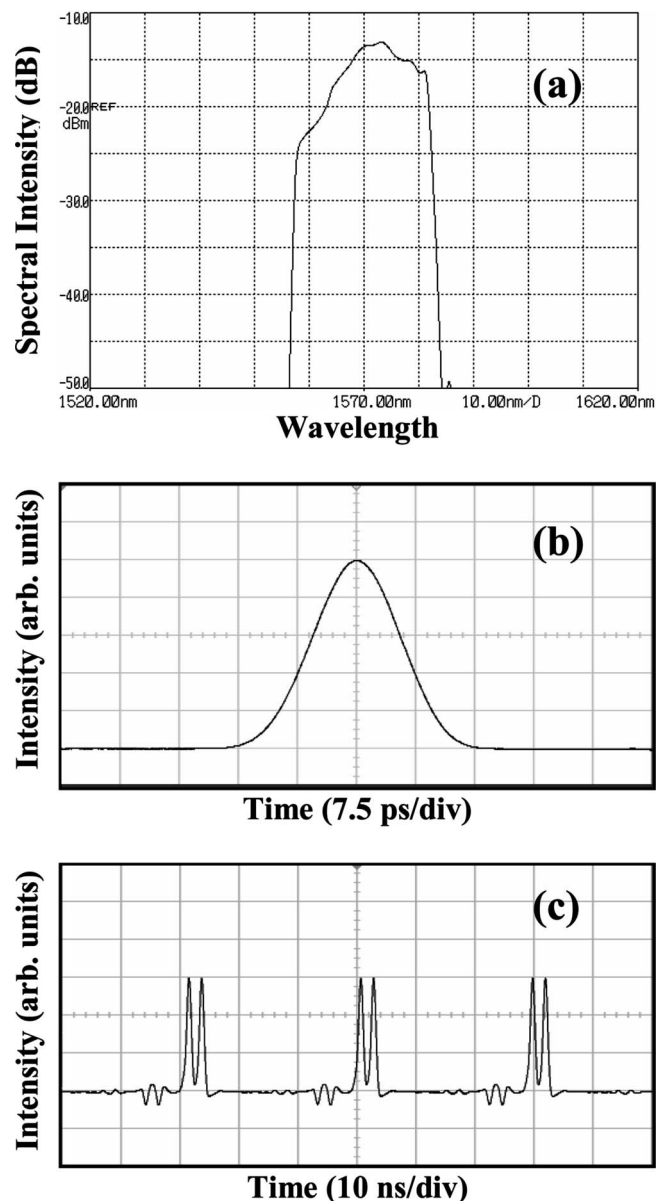 -10.0
(a)
-20.0 REF
dBm
-30.0
-40.0
-50.0
Spectral Intensity (dB)
1520.00nm 1570.00nm 10.00nm/D 1620.00nm
Wavelength
(b)
Intensity (arb. units)
Time (7.5 ps/div)
(c)
Intensity (arb. units)
Time (10 ns/div)